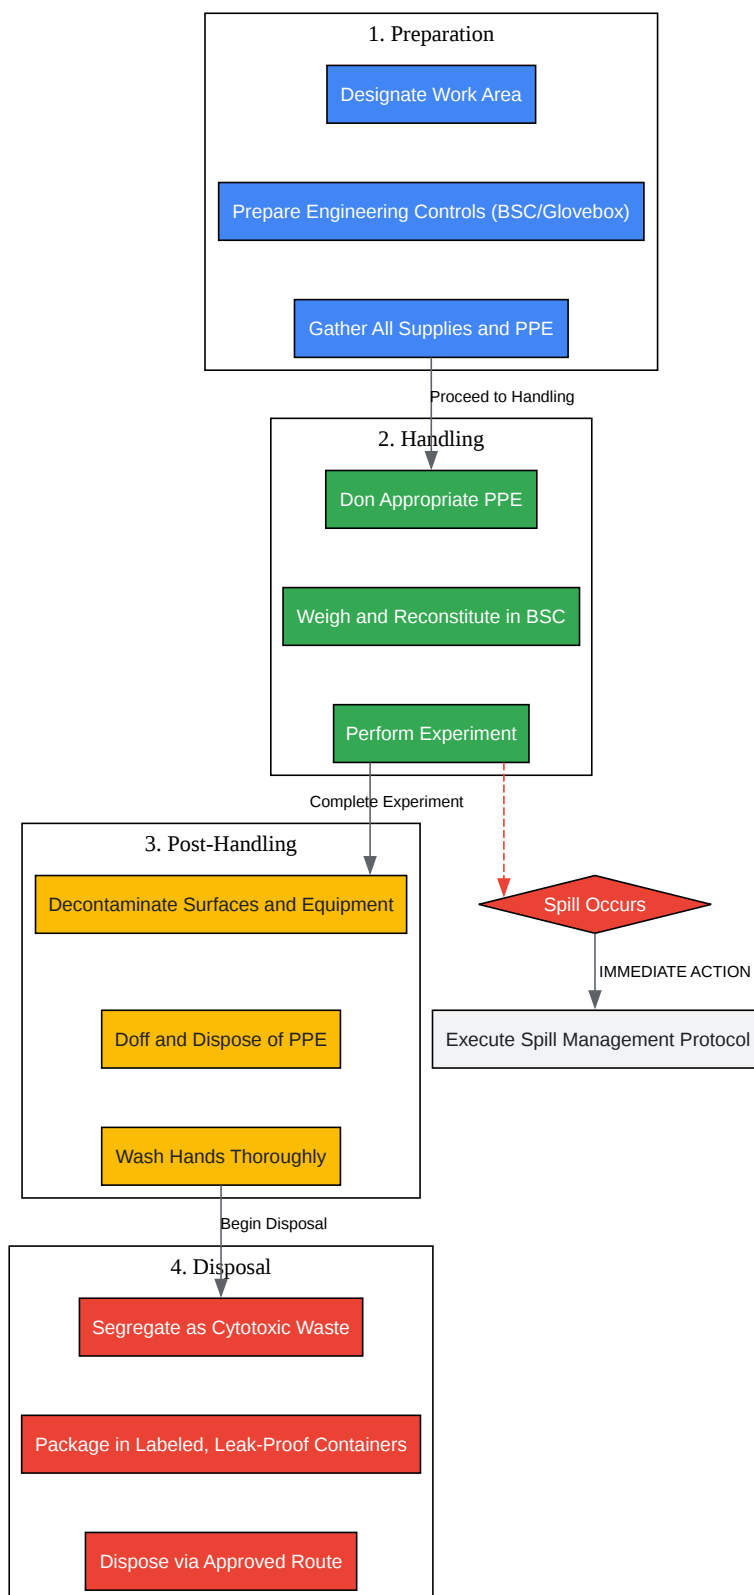 1. Preparation
Designate Work Area
Prepare Engineering Controls (BSC/Glovebox)
Gather All Supplies and PPE
Proceed to Handling
2. Handling
Don Appropriate PPE
Weigh and Reconstitute in BSC
Perform Experiment
Complete Experiment
3. Post-Handling
Decontaminate Surfaces and Equipment
Spill Occurs
IMMEDIATE ACTION
Doff and Dispose of PPE
Execute Spill Management Protocol
Wash Hands Thoroughly
Begin Disposal
4. Disposal
Segregate as Cytotoxic Waste
Package in Labeled, Leak-Proof Containers
Dispose via Approved Route